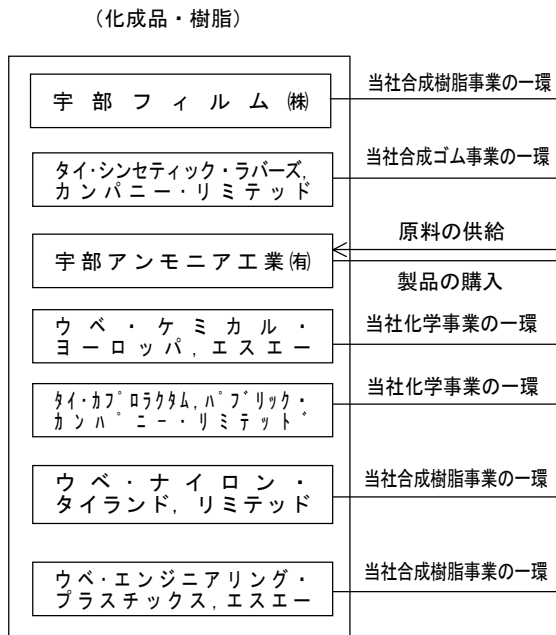 （化成品・樹脂）
宇部フィルム㈱
当社合成樹脂事業の一環
タイ・シンセティック・ラバーズ,
カンパニー・リミテッド
当社合成ゴム事業の一環
宇部アンモニア工業㈲
原料の供給
製品の購入
ウベ・ケミカル・
ヨーロッパ,エスエー
当社化学事業の一環
ﾀｲ・ｶﾌﾟﾛﾗｸﾀﾑ,ﾊﾟﾌﾞﾘｯｸ・
ｶﾝﾊﾟﾆｰ・ﾘﾐﾃｯﾄﾞ
当社化学事業の一環
ウベ・ナイロン・
タイランド,リミテッド
当社合成樹脂事業の一環
ウベ・エンジニアリング・
プラスチックス,エスエー
当社合成樹脂事業の一環